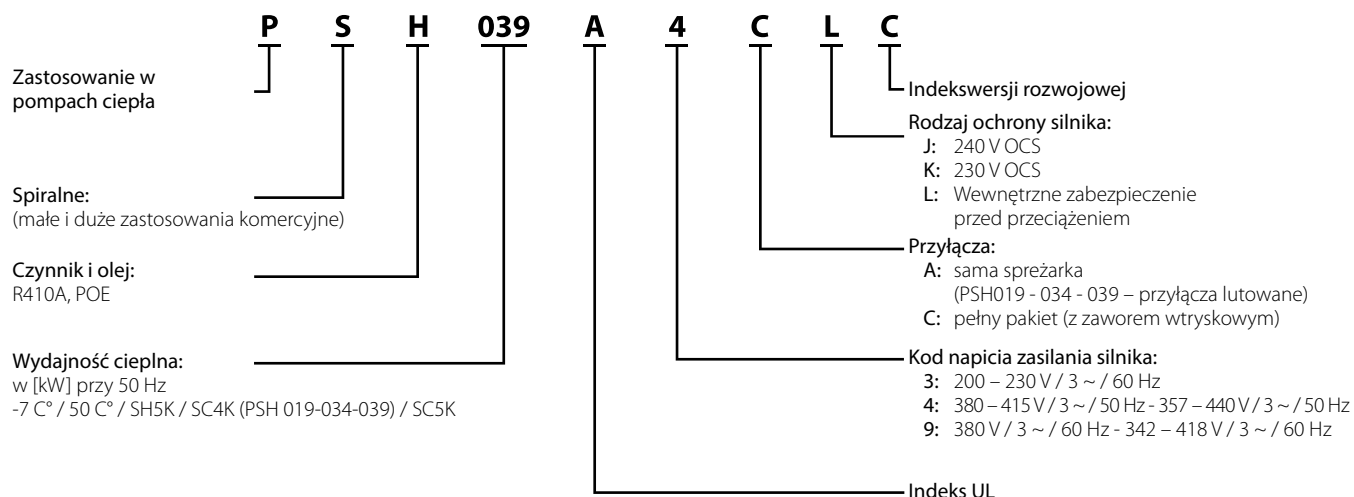 P S H 039 A 4 C L C
Zastosowanie w
pompach ciepła
Spiralne:
(małe i duże zastosowania komercyjne)
Czynnik i olej:
R410A, POE
Wydajność cieplna:
w [kW] przy 50 Hz
-7 C° / 50 C° / SH5K / SC4K (PSH 019-034-039) / SC5K
Indekswersji rozwojowej
Rodzaj ochrony silnika:
J: 240 V OCS
K: 230 V OCS
L: Wewnętrzne zabezpieczenie
przed przeciążeniem
Przyłącza:
A: sama spreżarka
(PSH019 - 034 - 039 – przyłącza lutowane)
C: pełny pakiet (z zaworem wtryskowym)
Kod napicia zasilania silnika:
3: 200 – 230 V / 3 ~ / 60 Hz
4: 380 – 415 V / 3 ~ / 50 Hz - 357 – 440 V / 3 ~ / 50 Hz
9: 380 V / 3 ~ / 60 Hz - 342 – 418 V / 3 ~ / 60 Hz
Indeks UL